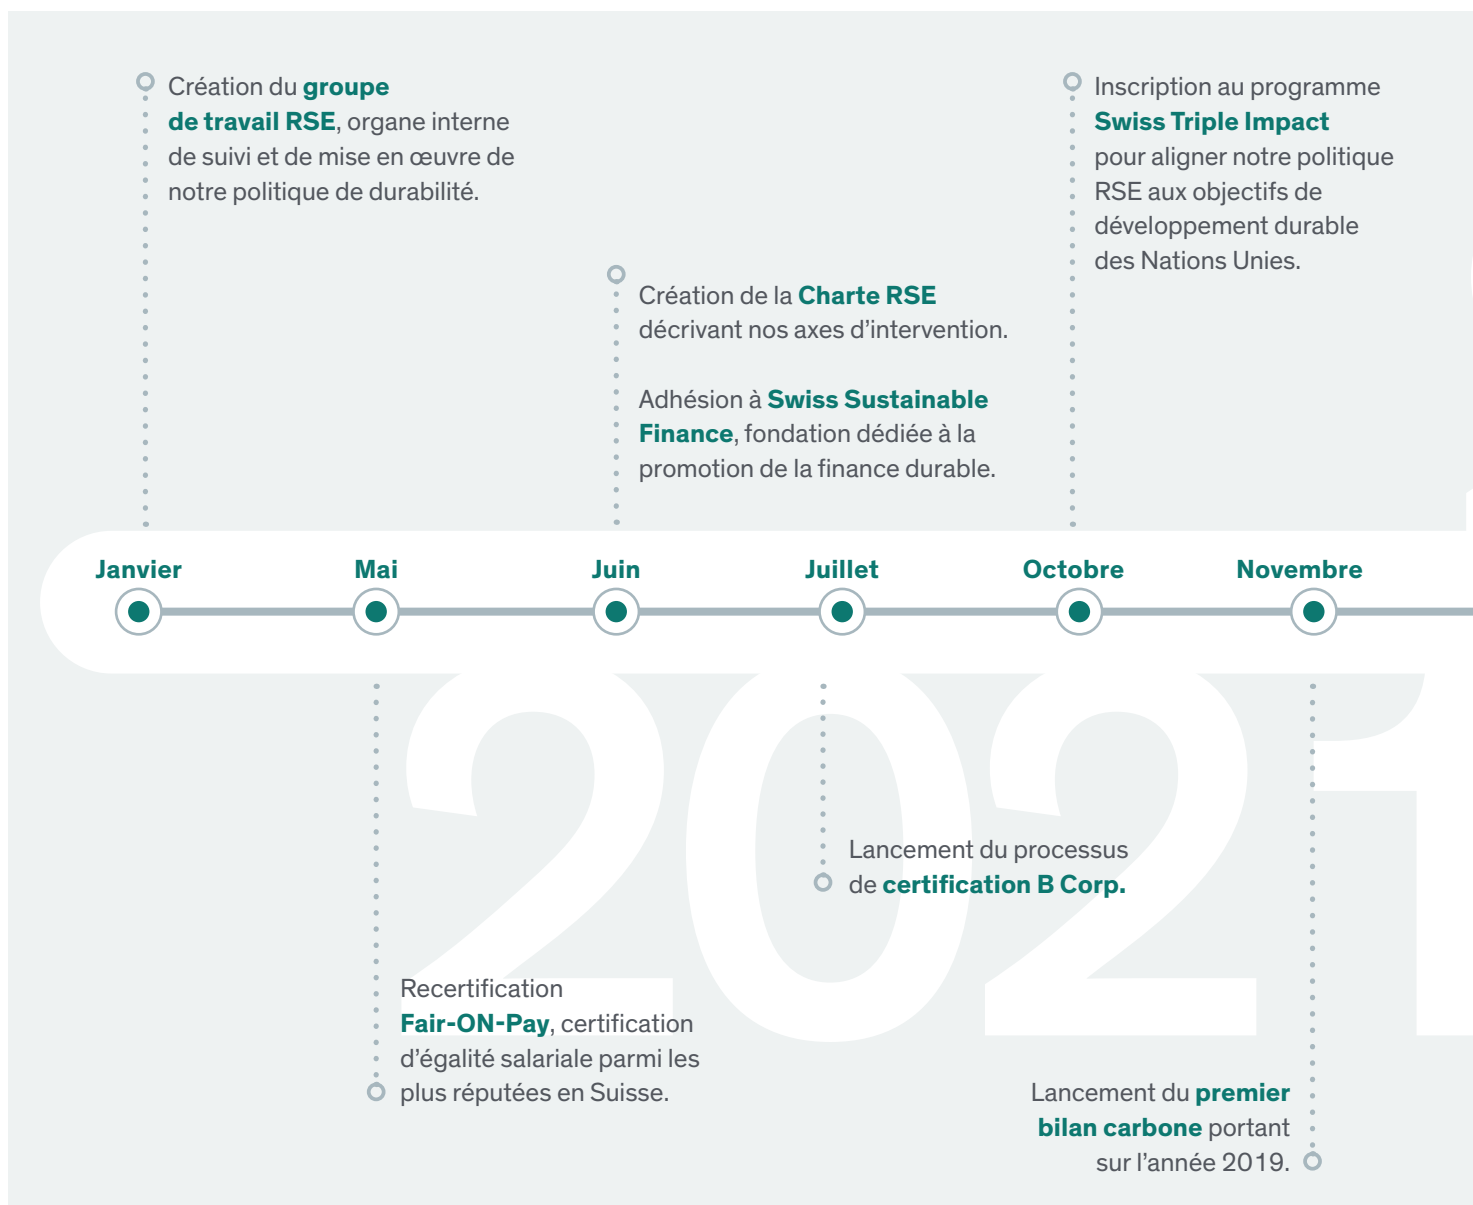 Création du groupe
de travail RSE, organe interne
de suivi et de mise en œuvre de
notre politique de durabilité.
Inscription au programme
Swiss Triple Impact
pour aligner notre politique
RSE aux objectifs de
développement durable
des Nations Unies.
Création de la Charte RSE
décrivant nos axes d’intervention.
Adhésion à Swiss Sustainable
Finance, fondation dédiée à la
promotion de la finance durable.
Janvier
Mai
Juin
Juillet
Octobre
Novembre
2021
Lancement du processus
de certification B Corp.
Recertification
Fair-ON-Pay, certification
d’égalité salariale parmi les
plus réputées en Suisse.
Lancement du premier
bilan carbone portant
sur l’année 2019.